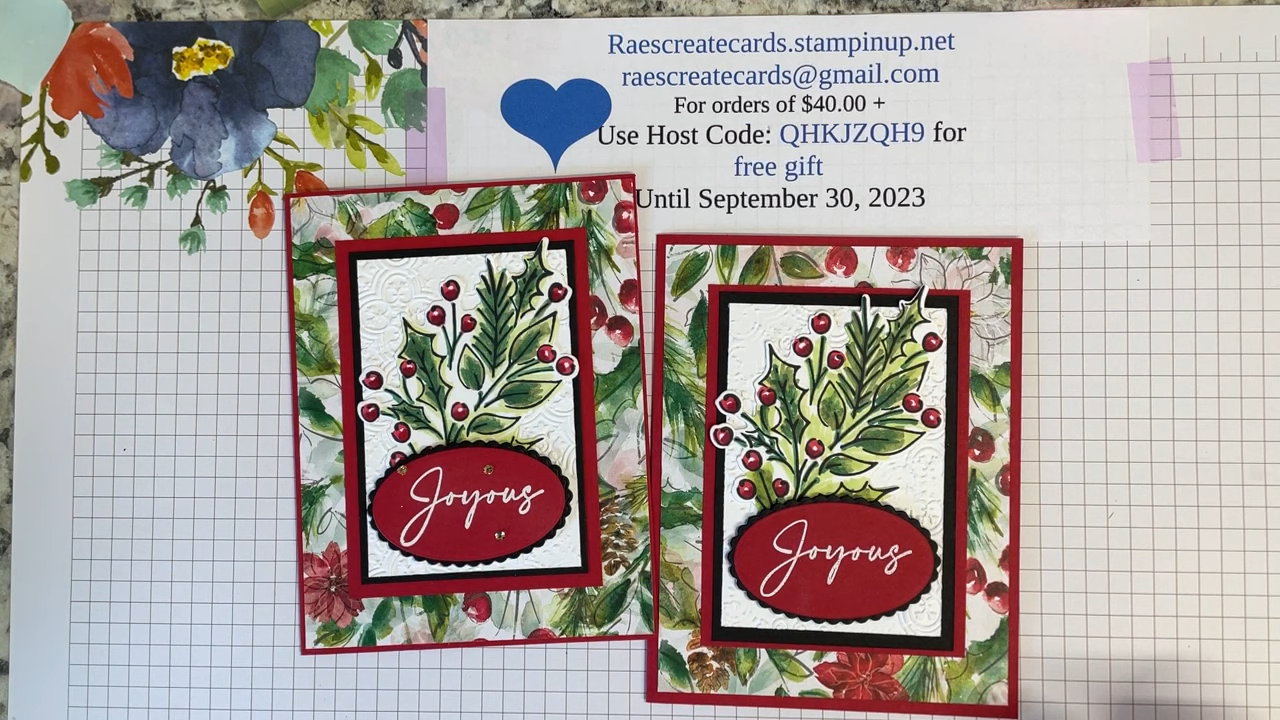 Raescreatecards.stampinup.net
raescreatecards@gmail.com
For orders of $40.00 +
Use Host Code: QHKJZQH9 for
free gift
Until September 30, 2023
Joyous
Joyous